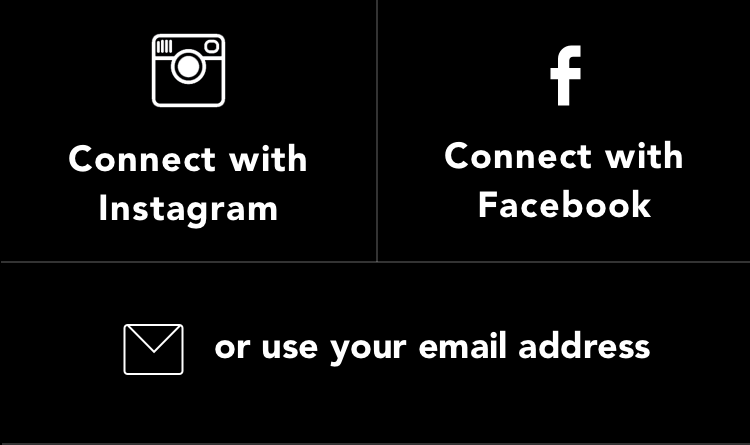 Connect with
Instagram
Connect with
Facebook
or use your email address